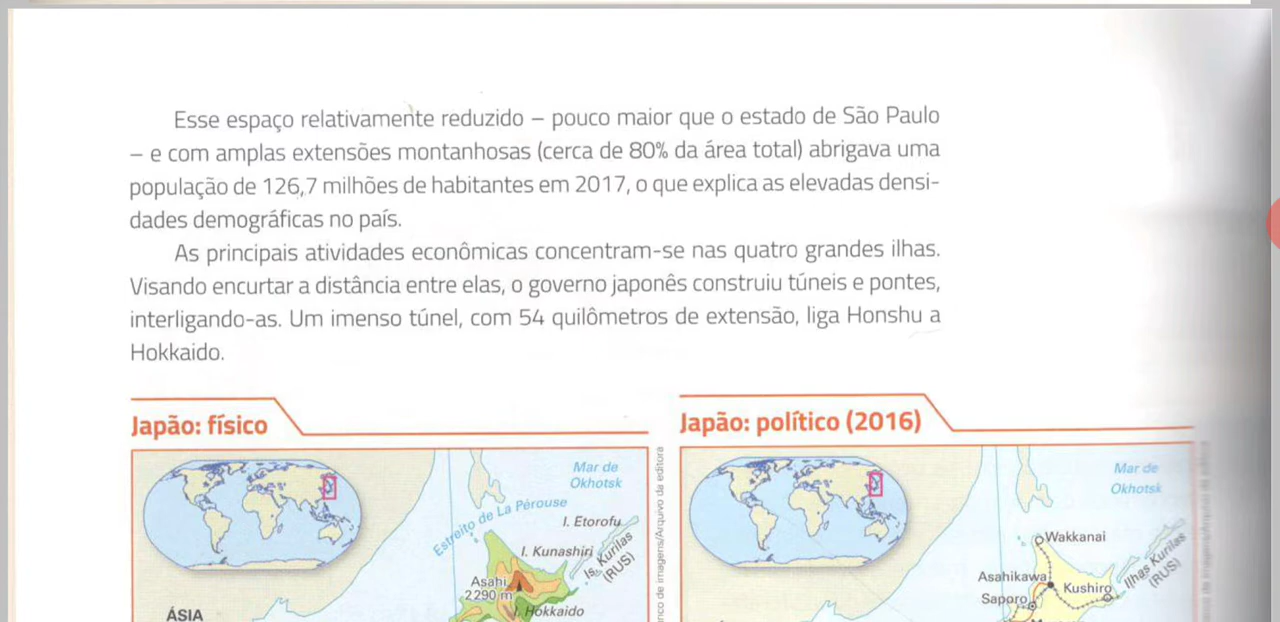 Esse espaço relativamente reduzido – pouco maior que o estado de São Paulo
– e com amplas extensões montanhosas (cerca de 80% da área total) abrigava uma
população de 126,7 milhões de habitantes em 2017, o que explica as elevadas densi-
dades demográficas no país.
As principais atividades econômicas concentram-se nas quatro grandes ilhas.
Visando encurtar a distância entre elas, o governo japonês construiu túneis e pontes,
interligando-as. Um imenso túnel, com 54 quilômetros de extensão, liga Honshu a
Hokkaido.
Japão: físico
Mar de
Okhotsk
Estreito de La Pérouse
I. Etorofu
I. Kunashiri
Is. Kurilas
(RUS)
Asahi
2290 m
I. Hokkaido
ÁSIA
de imagens/Arquivo da editora
Japão: político (2016)
Mar de
Okhotsk
Wakkanai
Asahikawa
Kushiro
Ilhas Kurilas
(RUS)
Saporo